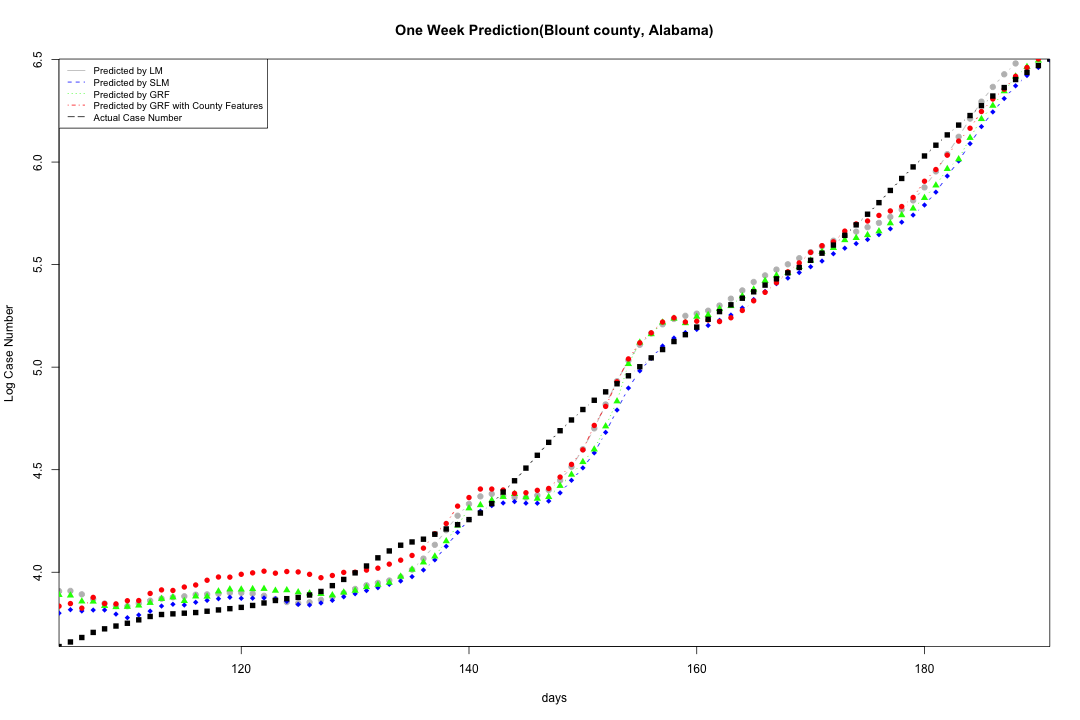 One Week Prediction(Blount county, Alabama)
6.5
6.0
5.5
5.0
4.5
4.0
Log Case Number
Predicted by LM
Predicted by SLM
Predicted by GRF
Predicted by GRF with County Features
Actual Case Number
120
140
160
180
days